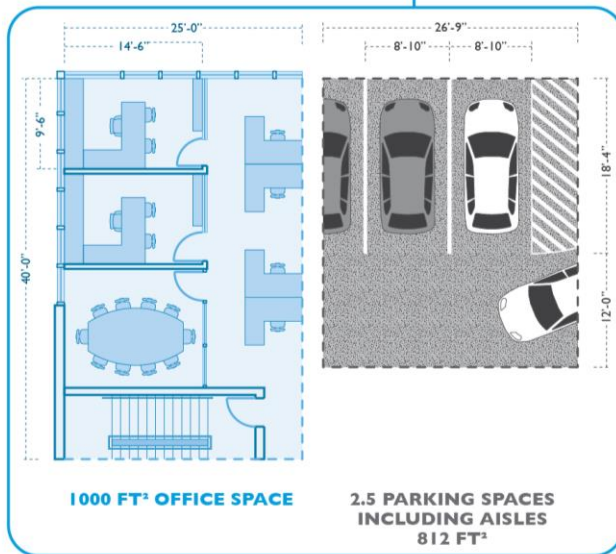 25'-0"
14'-6"
9'-6"
40'-0"
26'-9"
8'-10"
8'-10"
18'-4"
12'-0"
1000 FT² OFFICE SPACE
2.5 PARKING SPACES
INCLUDING AISLES
812 FT²